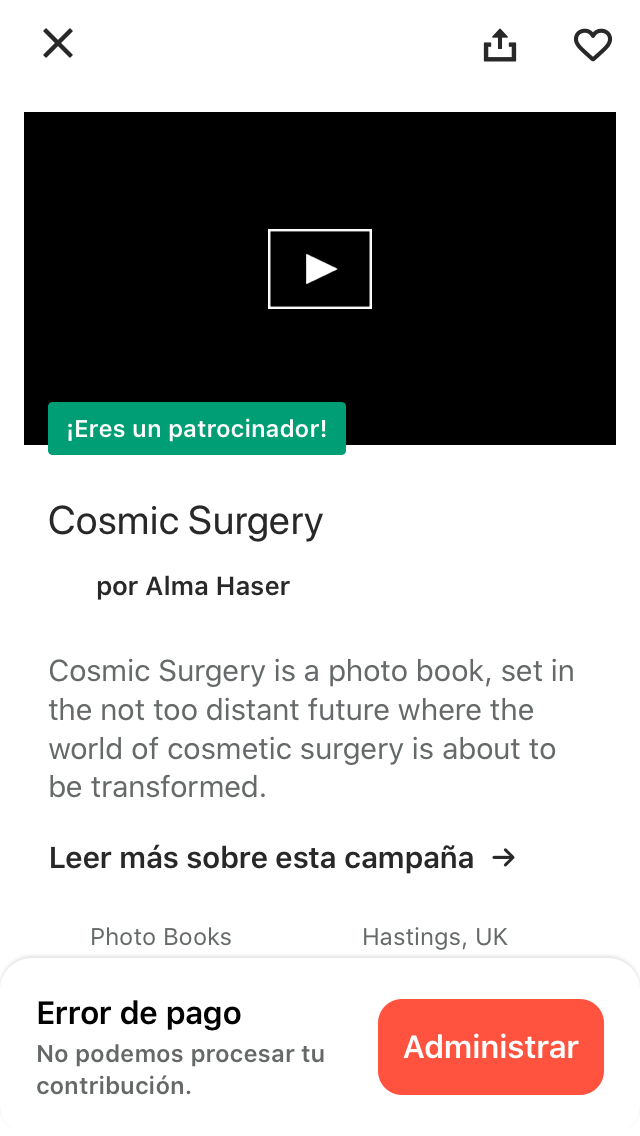 ¡Eres un patrocinador!
Cosmic Surgery
por Alma Haser
Cosmic Surgery is a photo book, set in
the not too distant future where the
world of cosmetic surgery is about to
be transformed.
Leer más sobre esta campaña →
Photo Books
Hastings, UK
Error de pago
No podemos procesar tu
contribución.
Administrar